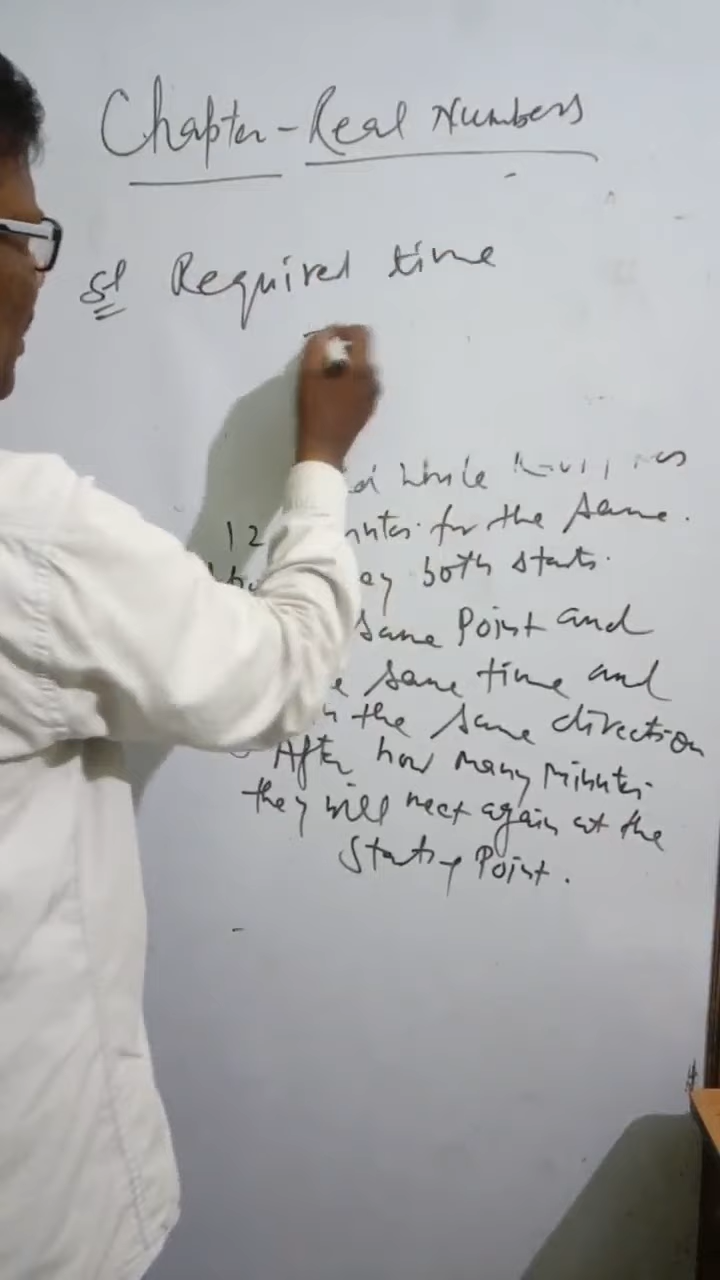 Chapter - Real Numbers
Sol Required time
while
12 for the same.
both starts.
same Point and
same time and
the same direction
After how many Minutes
they will meet again at the
Starting Point.